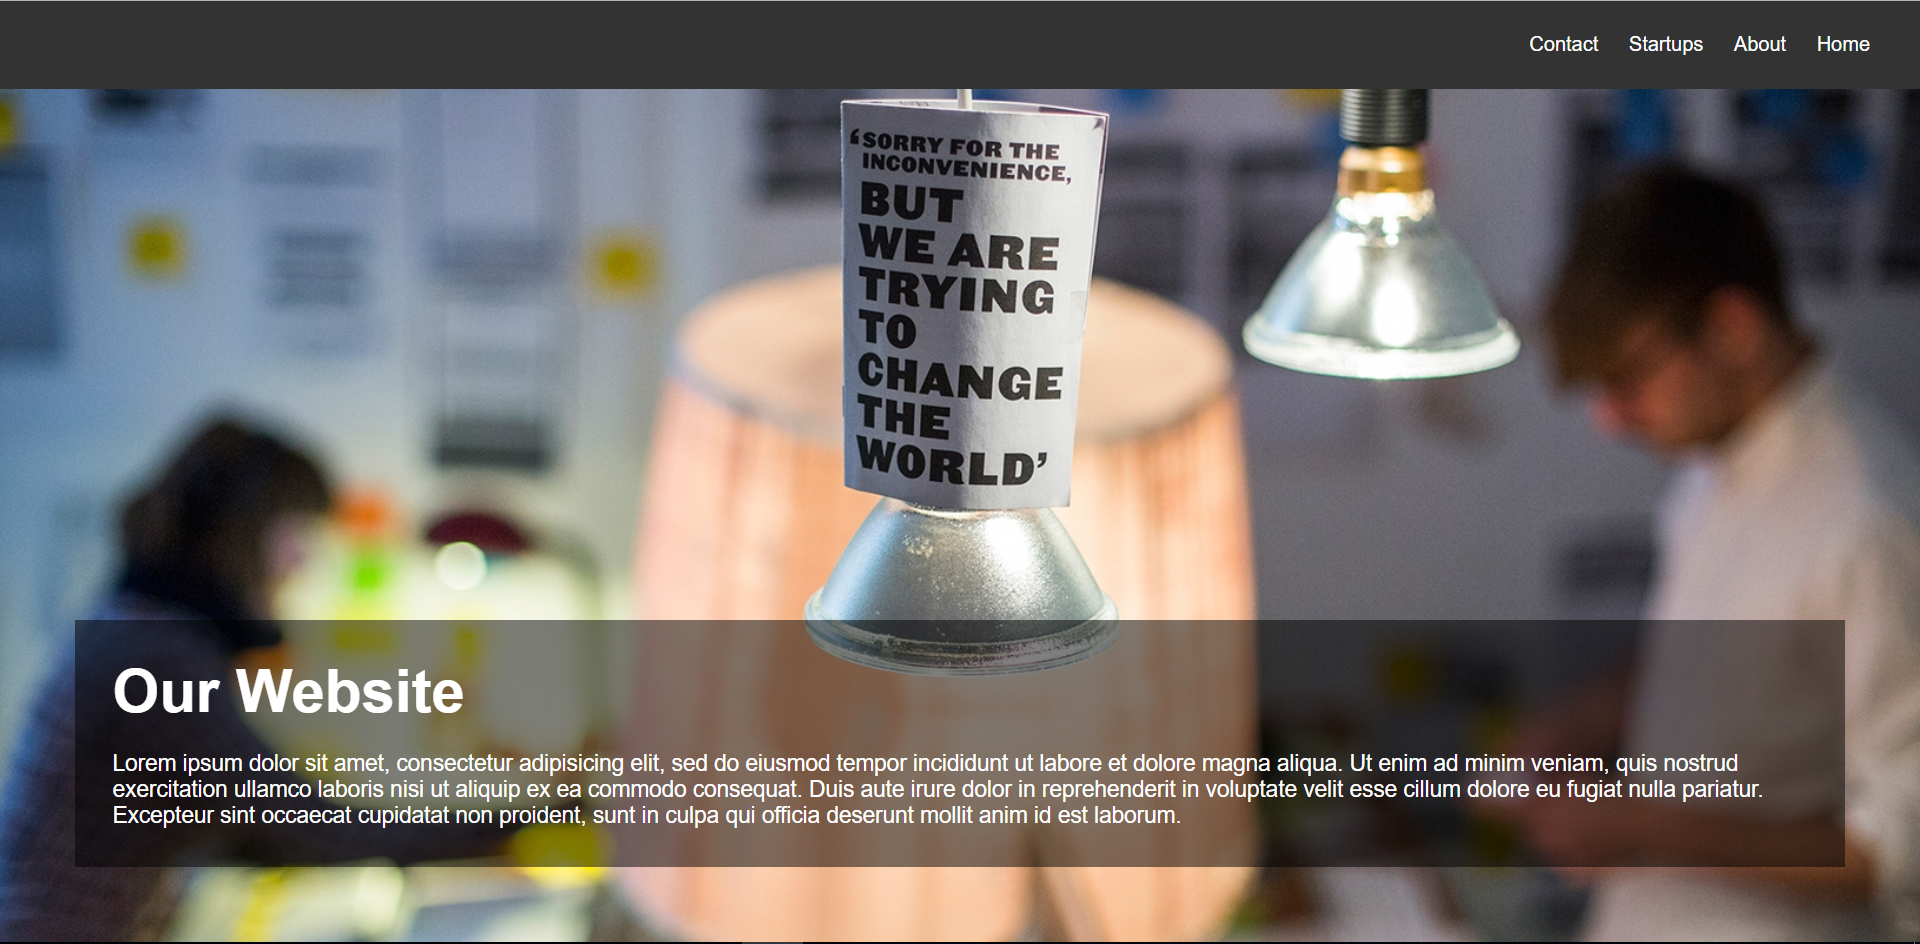 Contact Startups About Home
‘SORRY FOR THE
INCONVENIENCE,
BUT
WE ARE
TRYING
TO
CHANGE
THE
WORLD’
Our Website
Lorem ipsum dolor sit amet, consectetur adipisicing elit, sed do eiusmod tempor incididunt ut labore et dolore magna aliqua. Ut enim ad minim veniam, quis nostrud
exercitation ullamco laboris nisi ut aliquip ex ea commodo consequat. Duis aute irure dolor in reprehenderit in voluptate velit esse cillum dolore eu fugiat nulla pariatur.
Excepteur sint occaecat cupidatat non proident, sunt in culpa qui officia deserunt mollit anim id est laborum.